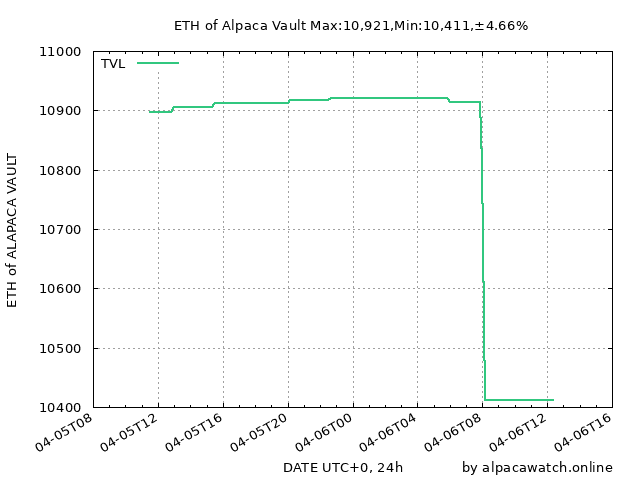 ETH of Alpaca Vault Max:10,921,Min:10,411,±4.66%
TVL
11000
10900
10800
10700
10600
10500
10400
ETH of ALAPACA VAULT
04-05T08
04-05T12
04-05T16
04-05T20
04-06T00
04-06T04
04-06T08
04-06T12
04-06T16
DATE UTC+0, 24h
by alpacawatch.online